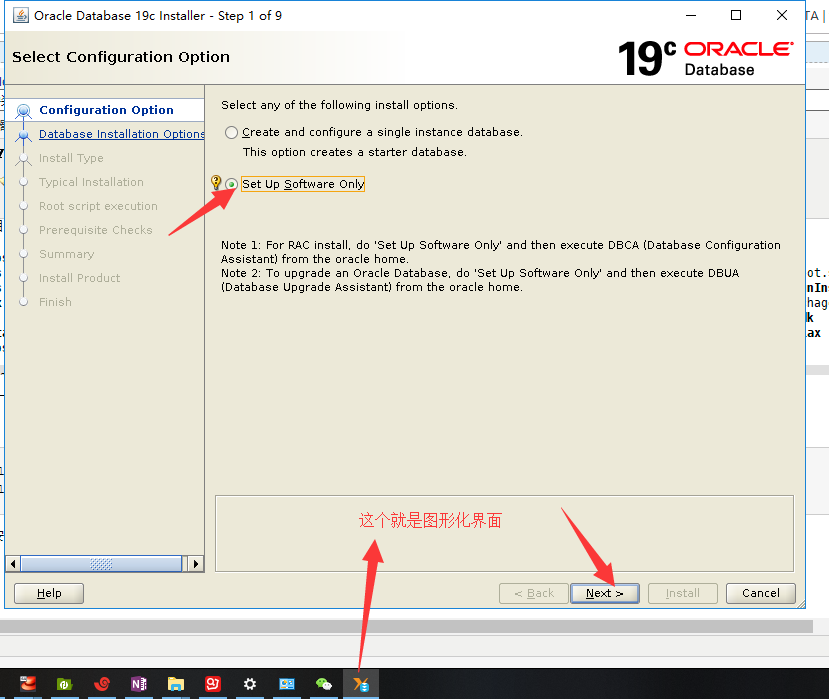 Oracle Database 19c Installer - Step 1 of 9
TA |
Select Configuration Option
19c ORACLE
Database
Configuration Option
Database Installation Options
Install Type
Typical Installation
Root script execution
Prerequisite Checks
Summary
Install Product
Finish
Select any of the following install options.
Create and configure a single instance database.
This option creates a starter database.
Set Up Software Only
Note 1: For RAC install, do 'Set Up Software Only' and then execute DBCA (Database Configuration
Assistant) from the oracle home.
Note 2: To upgrade an Oracle Database, do 'Set Up Software Only' and then execute DBUA
(Database Upgrade Assistant) from the oracle home.
这个就是图形化界面
Help
< Back
Next >
Install
Cancel